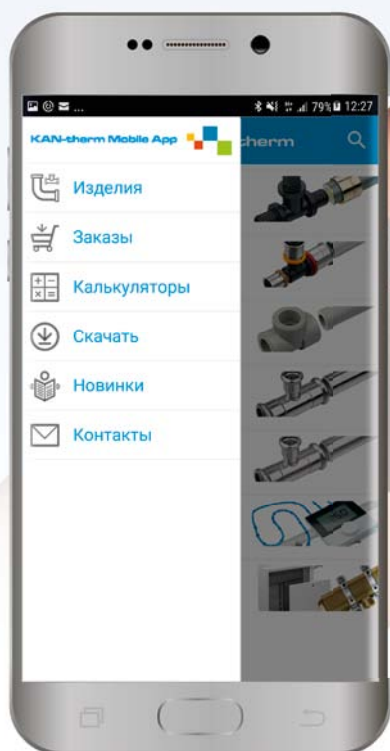 ... 79% 12:27
KAN-therm Mobile App therm
Изделия
Заказы
Калькуляторы
Скачать
Новинки
Контакты